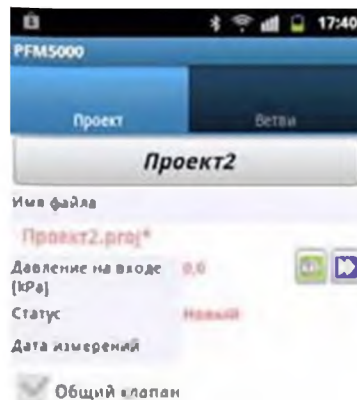 17:40
PFM5000
Проект Ветви
Проект2
Имя файла
Проект2.proj*
Давление на входе 0,0
[kPa]
Статус Новый
Дата измерений
Общий клапан